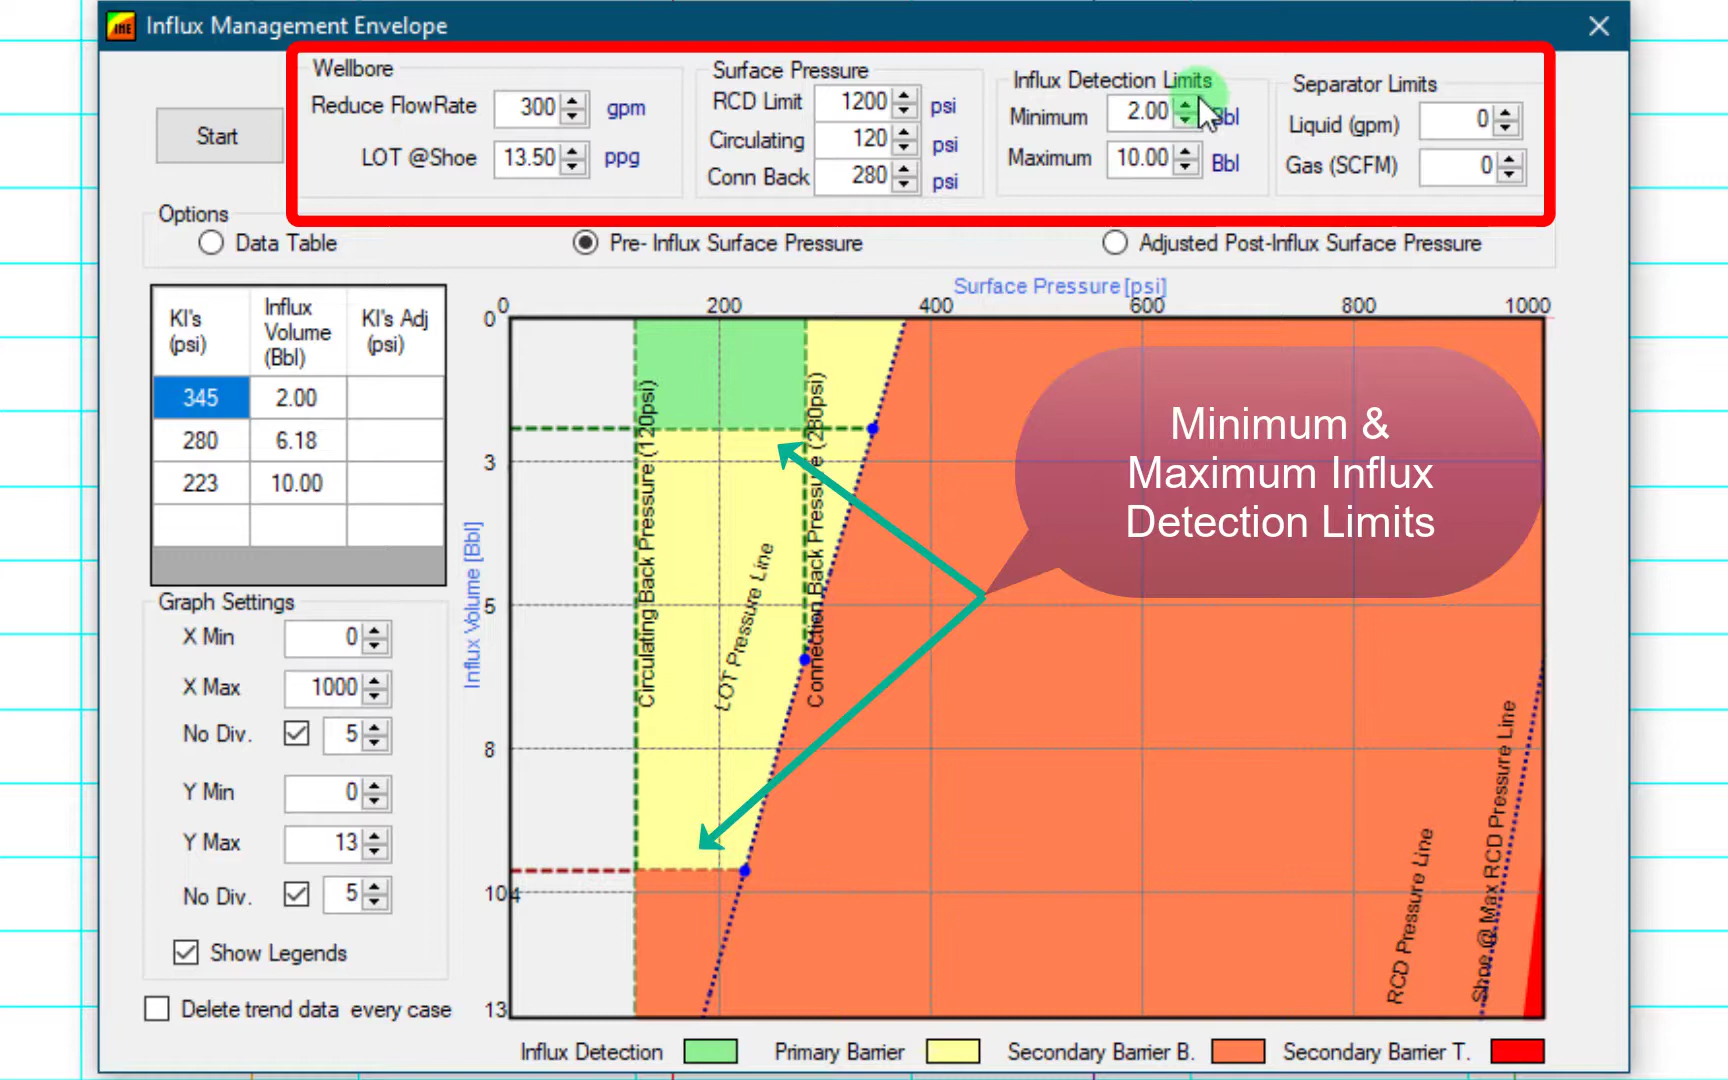 IME Influx Management Envelope
Start
Wellbore
Reduce FlowRate 300 gpm
LOT @Shoe 13.50 ppg
Surface Pressure
RCD Limit 1200 psi
Circulating 120 psi
Conn Back 280 psi
Influx Detection Limits
Minimum 2.00 Bbl
Maximum 10.00 Bbl
Separator Limits
Liquid (gpm) 0
Gas (SCFM) 0
Options
Data Table
Pre- Influx Surface Pressure
Adjusted Post-Influx Surface Pressure
KI's (psi)
Influx Volume (Bbl)
KI's Adj (psi)
345 2.00
280 6.18
223 10.00
Graph Settings
X Min 0
X Max 1000
No Div. 5
Y Min 0
Y Max 13
No Div. 5
Show Legends
Delete trend data every case
Surface Pressure [psi]
0 200 400 600 800 1000
Influx Volume [Bbl]
0
3
5
8
10.4
13
Circulating Back Pressure (120psi)
LOT Pressure Line
Connection Back Pressure (280psi)
RCD Pressure Line
Shoe @ Max RCD Pressure Line
Minimum &
Maximum Influx
Detection Limits
Influx Detection
Primary Barrier
Secondary Barrier B.
Secondary Barrier T.